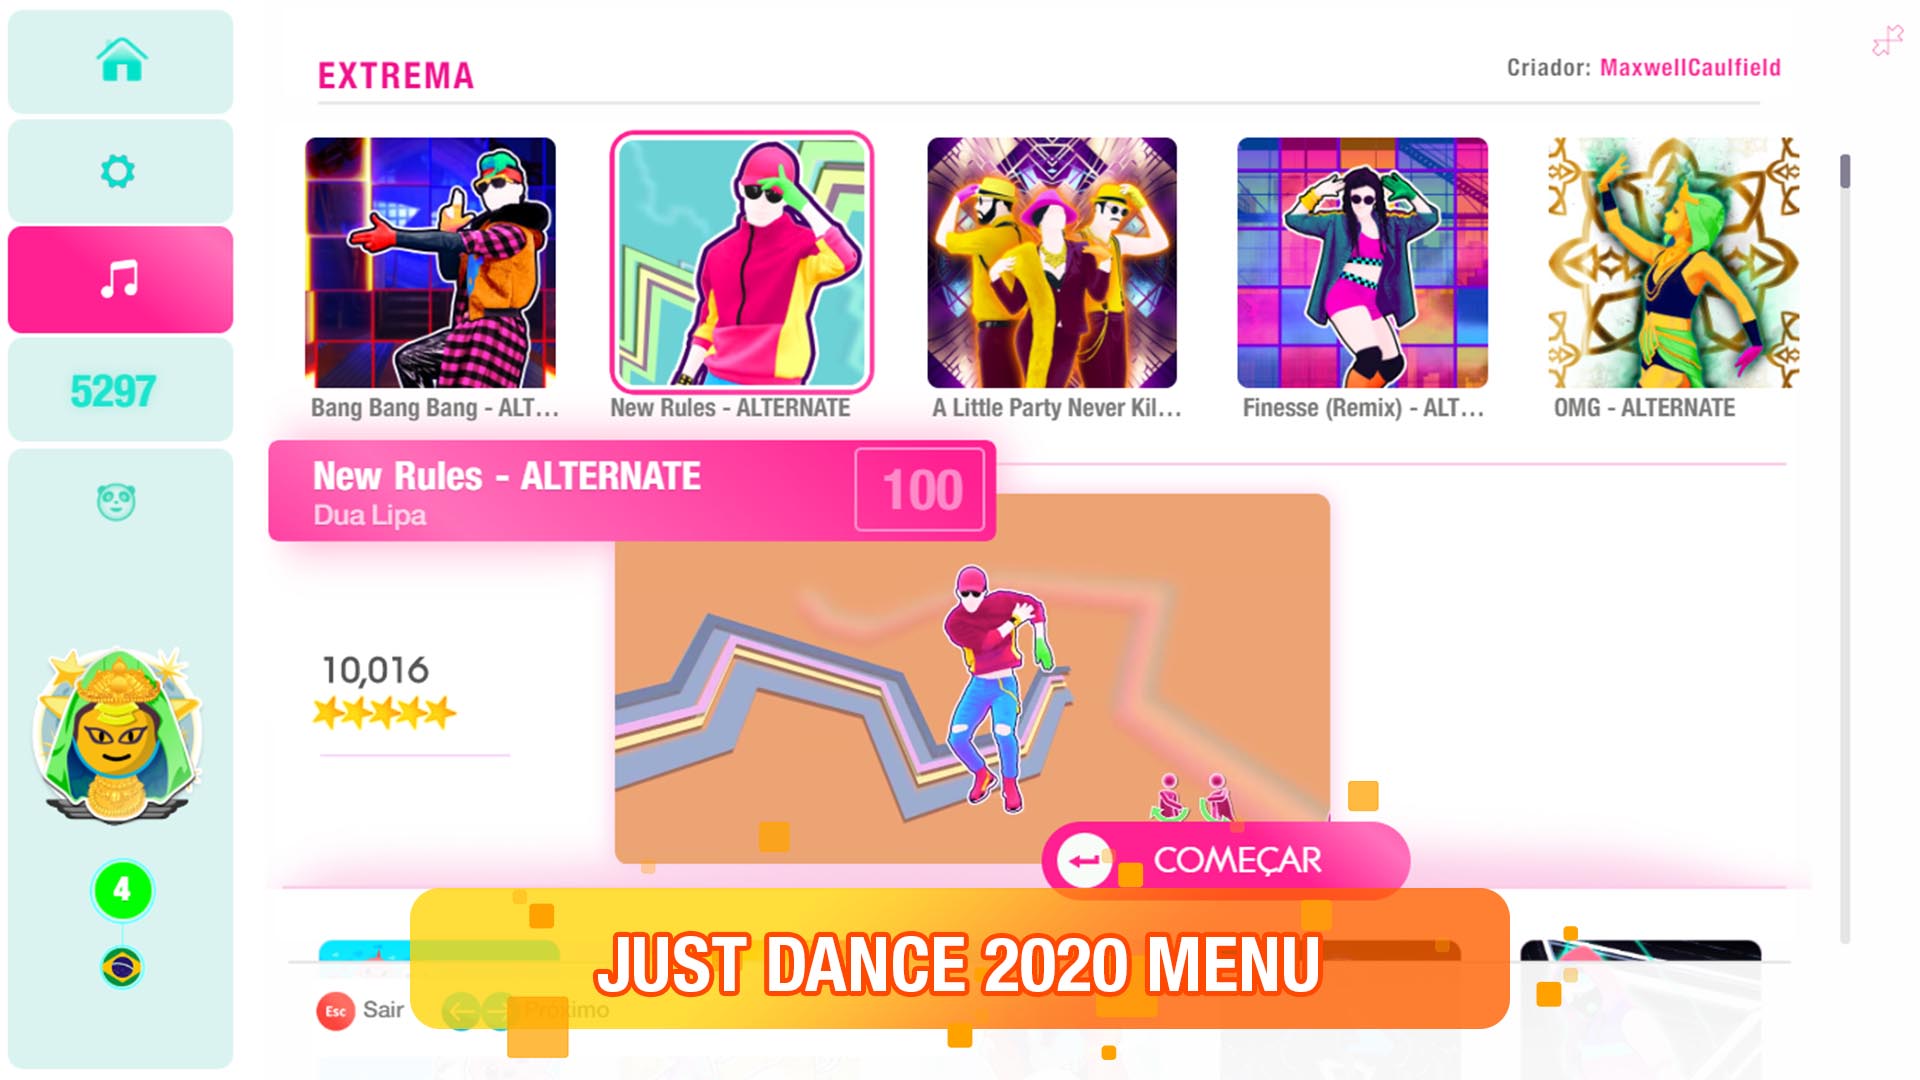 EXTREMA
Criador: MaxwellCaulfield
5297
Bang Bang Bang - ALT...
New Rules - ALTERNATE
A Little Party Never Kil...
Finesse (Remix) - ALT...
OMG - ALTERNATE
New Rules - ALTERNATE
Dua Lipa
100
10,016
COMEÇAR
4
JUST DANCE 2020 MENU
Esc Sair
Próximo